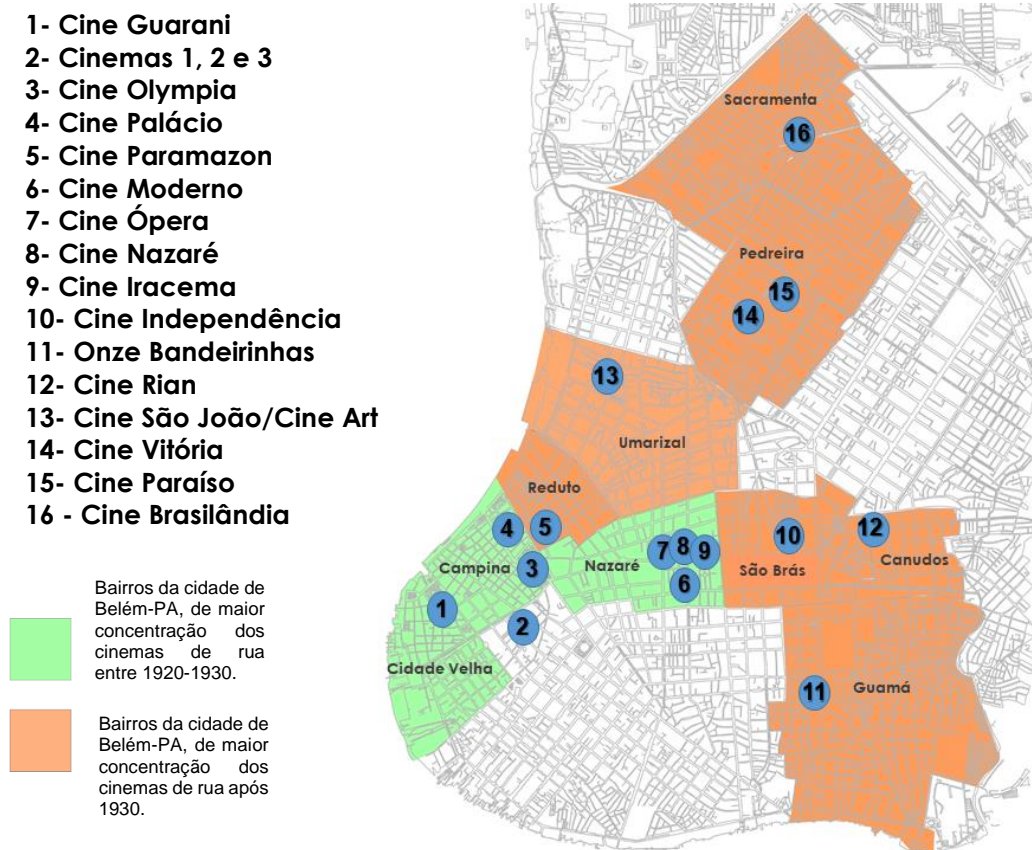 1- Cine Guarani
2- Cinemas 1, 2 e 3
3- Cine Olympia
4- Cine Palácio
5- Cine Paramazon
6- Cine Moderno
7- Cine Ópera
8- Cine Nazaré
9- Cine Iracema
10- Cine Independência
11- Onze Bandeirinhas
12- Cine Rian
13- Cine São João/Cine Art
14- Cine Vitória
15- Cine Paraíso
16 - Cine Brasilândia
Bairros da cidade de
Belém-PA, de maior
concentração dos
cinemas de rua
entre 1920-1930.
Bairros da cidade de
Belém-PA, de maior
concentração dos
cinemas de rua após
1930.
Sacramenta
16
Pedreira
15
14
13
Umarizal
Reduto
4
5
Campina
3
Nazaré
7
8
9
6
10
São Brás
12
Canudos
1
2
Cidade Velha
11
Guamá